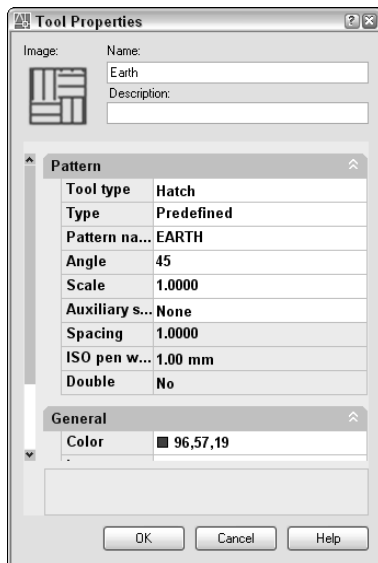 Tool Properties
Image:
Name:
Earth
Description:
Pattern
Tool type Hatch
Type Predefined
Pattern na... EARTH
Angle 45
Scale 1.0000
Auxiliary s... None
Spacing 1.0000
ISO pen w... 1.00 mm
Double No
General
Color 96,57,19
OK Cancel Help